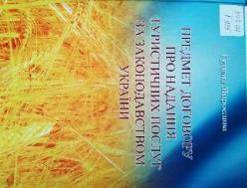 ПРЕДМЕТ ДОГОВОРУ
ПРО НАДАННЯ
ТУРИСТИЧНИХ ПОСЛУГ
ЗА ЗАКОНОДАВСТВОМ
УКРАЇНИ